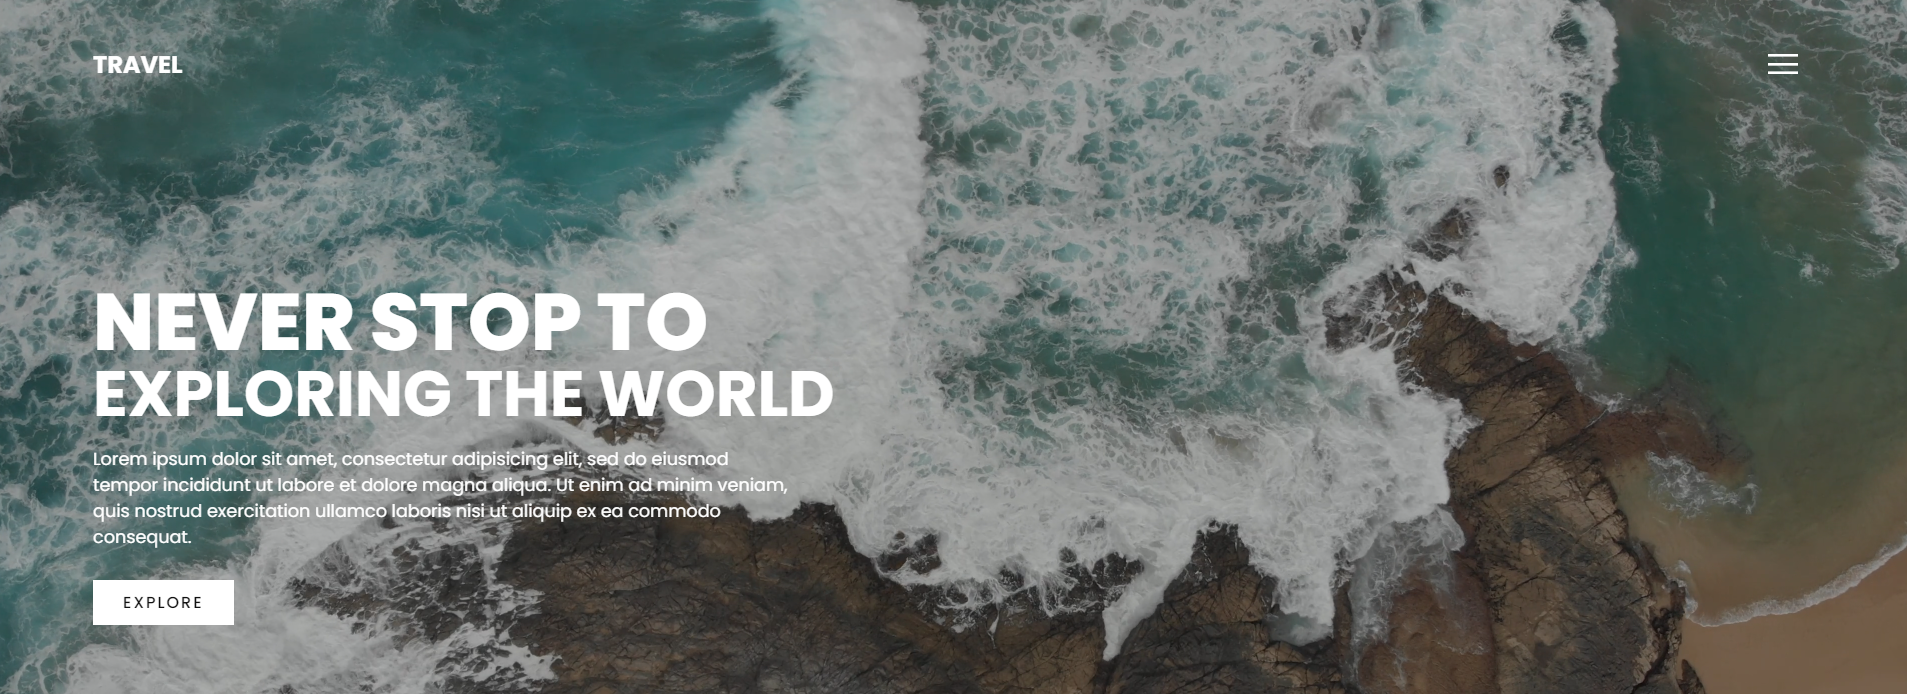 TRAVEL
NEVER STOP TO
EXPLORING THE WORLD
Lorem ipsum dolor sit amet, consectetur adipisicing elit, sed do eiusmod
tempor incididunt ut labore et dolore magna aliqua. Ut enim ad minim veniam,
quis nostrud exercitation ullamco laboris nisi ut aliquip ex ea commodo
consequat.
EXPLORE